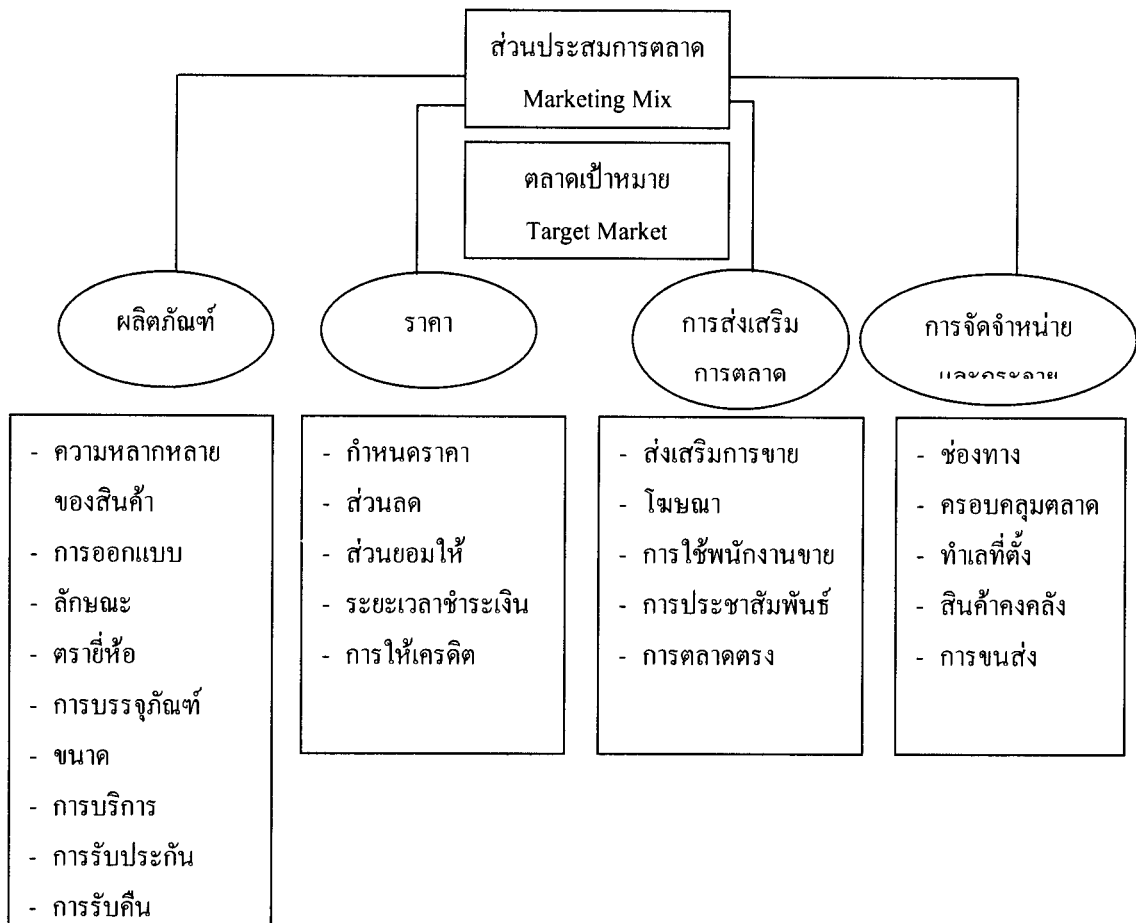 ส่วนประสมการตลาด
Marketing Mix
ตลาดเป้าหมาย
Target Market
ผลิตภัณฑ์
ราคา
การส่งเสริม
การตลาด
การจัดจำหน่าย
และกระจาย
- ความหลากหลาย
ของสินค้า
- การออกแบบ
- ลักษณะ
- ตรายี่ห้อ
- การบรรจุภัณฑ์
- ขนาด
- การบริการ
- การรับประกัน
- การรับคืน
- กำหนดราคา
- ส่วนลด
- ส่วนยอมให้
- ระยะเวลาชำระเงิน
- การให้เครดิต
- ส่งเสริมการขาย
- โฆษณา
- การใช้พนักงานขาย
- การประชาสัมพันธ์
- การตลาดตรง
- ช่องทาง
- ครอบคลุมตลาด
- ทำเลที่ตั้ง
- สินค้าคงคลัง
- การขนส่ง